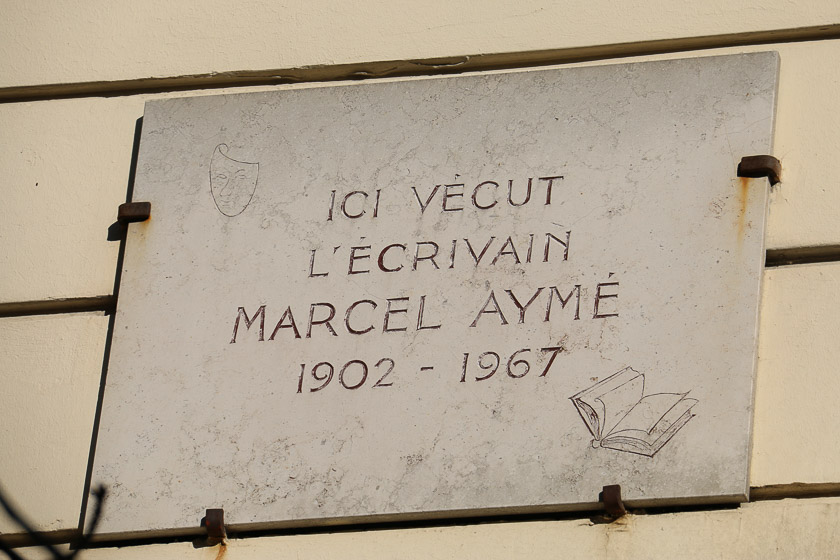 ICI VÉCUT
L'ÉCRIVAIN
MARCEL AYMÉ
1902 - 1967